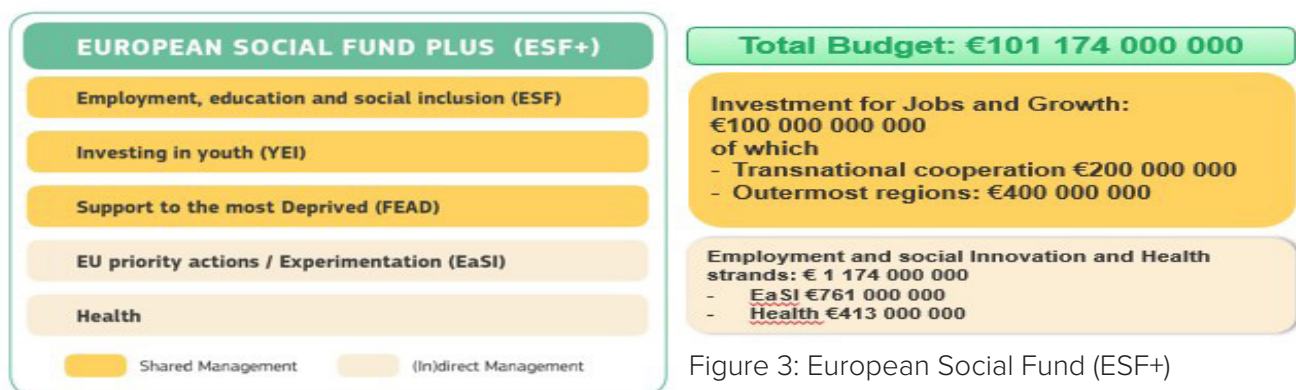 EUROPEAN SOCIAL FUND PLUS (ESF+)
Employment, education and social inclusion (ESF)
Investing in youth (YEI)
Support to the most Deprived (FEAD)
EU priority actions / Experimentation (EaSI)
Health
Shared Management
(In)direct Management
Total Budget: €101 174 000 000
Investment for Jobs and Growth:
€100 000 000 000
of which
- Transnational cooperation €200 000 000
- Outermost regions: €400 000 000
Employment and social Innovation and Health
strands: € 1 174 000 000
- EaSI €761 000 000
- Health €413 000 000
Figure 3: European Social Fund (ESF+)